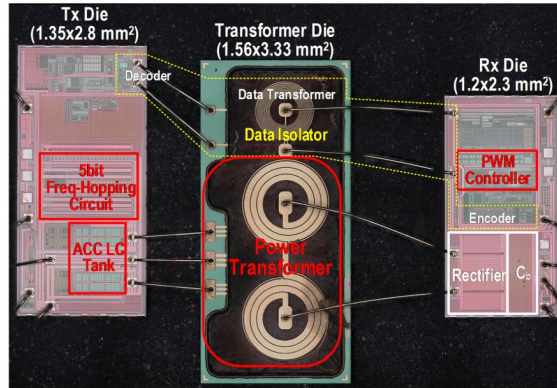 Tx Die
(1.35x2.8 mm²)
Transformer Die
(1.56x3.33 mm²)
Rx Die
(1.2x2.3 mm²)
Decoder
Data Transformer
Data Isolator
5bit
Freq-Hopping
Circuit
PWM
Controller
Encoder
ACC LC
Tank
Power
Transformer
Rectifier
Cb